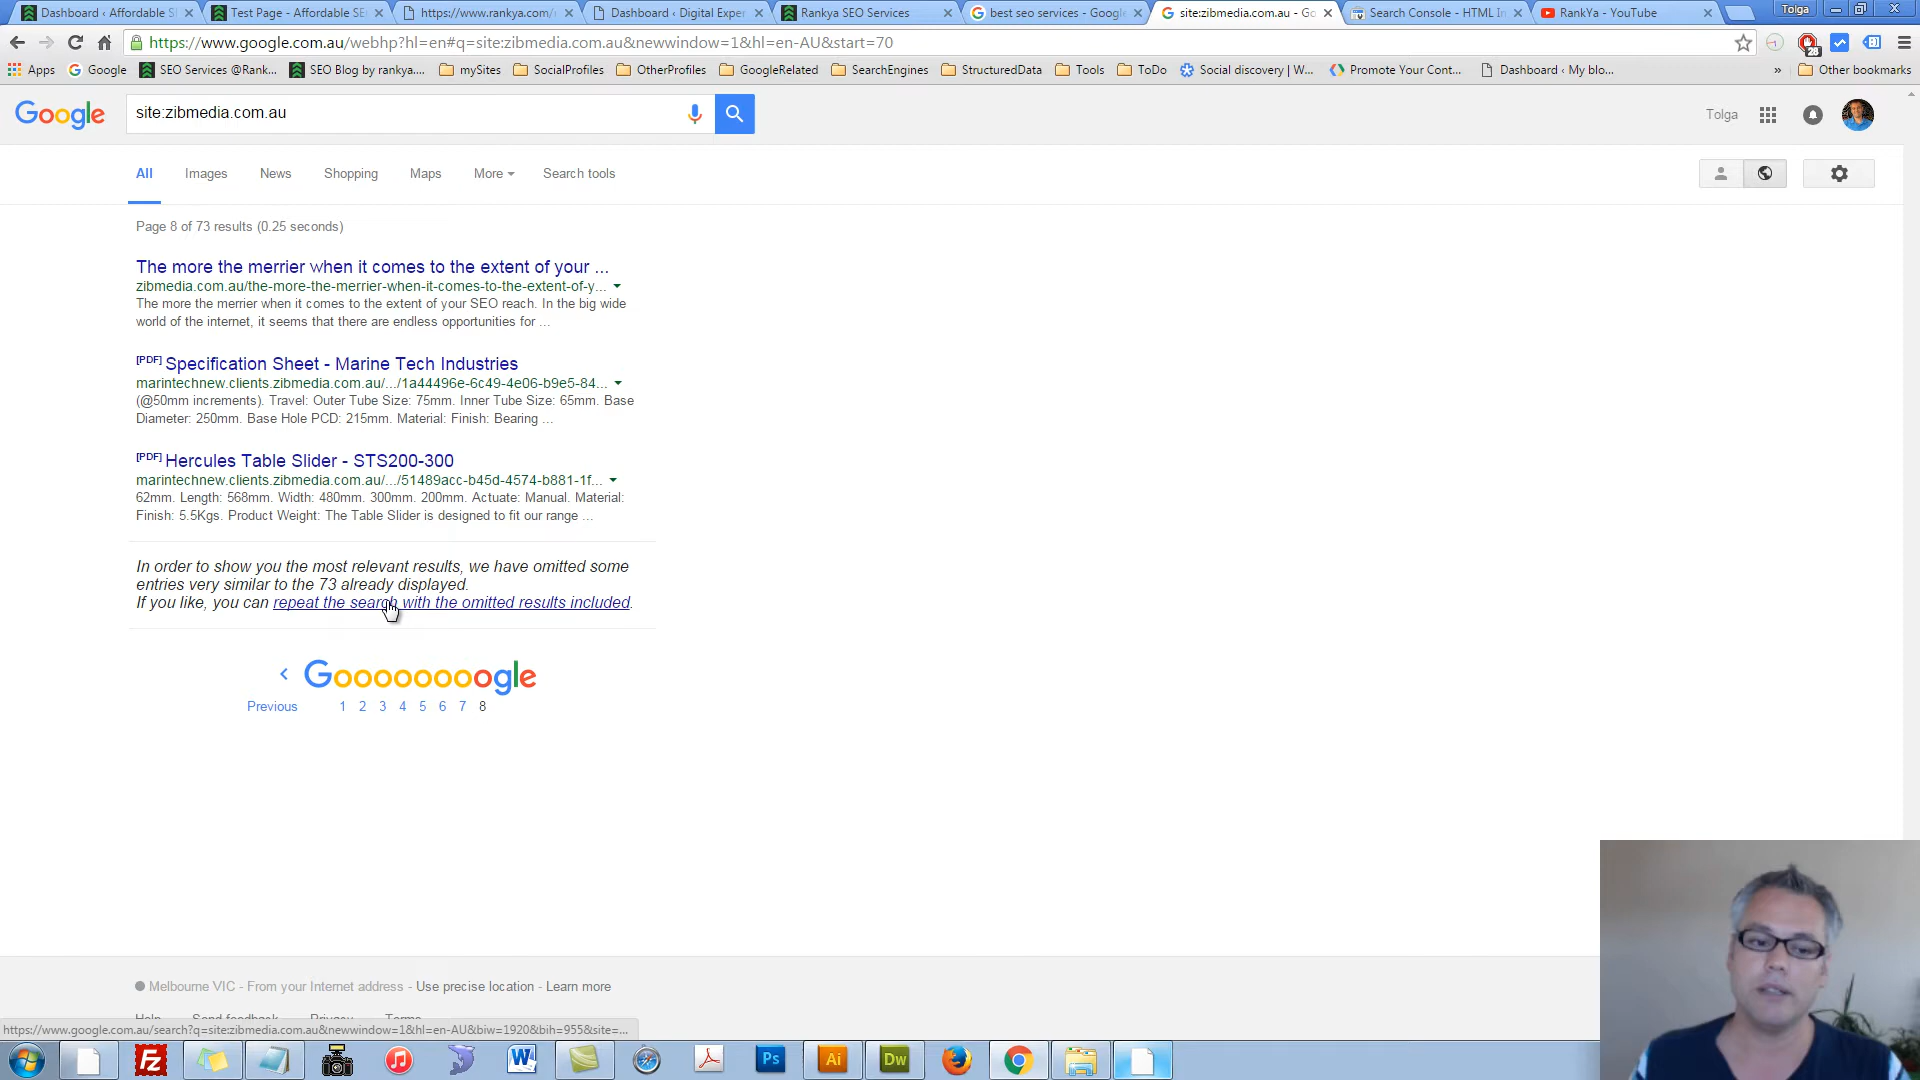 Dashboard ‹ Affordable S
Test Page - Affordable SE
https://www.rankya.com/
Dashboard ‹ Digital Exper
Rankya SEO Services
best seo services - Google
site:zibmedia.com.au - Go
Search Console - HTML In
RankYa - YouTube
Tolga
https://www.google.com.au/webhp?hl=en#q=site:zibmedia.com.au&newwindow=1&hl=en-AU&start=70
28
Apps
Google
SEO Services @Rank...
SEO Blog by rankya....
mySites
SocialProfiles
OtherProfiles
GoogleRelated
SearchEngines
StructuredData
Tools
ToDo
Social discovery | W...
Promote Your Cont...
Dashboard ‹ My blo...
»
Other bookmarks
Google
site:zibmedia.com.au
Tolga
All
Images
News
Shopping
Maps
More
Search tools
Page 8 of 73 results (0.25 seconds)
The more the merrier when it comes to the extent of your ...
zibmedia.com.au/the-more-the-merrier-when-it-comes-to-the-extent-of-y...
The more the merrier when it comes to the extent of your SEO reach. In the big wide
world of the internet, it seems that there are endless opportunities for ...
[PDF] Specification Sheet - Marine Tech Industries
marintechnew.clients.zibmedia.com.au/.../1a44496e-6c49-4e06-b9e5-84...
(@50mm increments). Travel: Outer Tube Size: 75mm. Inner Tube Size: 65mm. Base
Diameter: 250mm. Base Hole PCD: 215mm. Material: Finish: Bearing ...
[PDF] Hercules Table Slider - STS200-300
marintechnew.clients.zibmedia.com.au/.../51489acc-b45d-4574-b881-1f...
62mm. Length: 568mm. Width: 480mm. 300mm. 200mm. Actuate: Manual. Material:
Finish: 5.5Kgs. Product Weight: The Table Slider is designed to fit our range ...
In order to show you the most relevant results, we have omitted some
entries very similar to the 73 already displayed.
If you like, you can repeat the search with the omitted results included.
Goooooooogle
Previous 1 2 3 4 5 6 7 8
Melbourne VIC - From your Internet address - Use precise location - Learn more
Help Send feedback Privacy Terms
https://www.google.com.au/search?q=site:zibmedia.com.au&newwindow=1&hl=en-AU&biw=1920&bih=955&site=...
Fz
W
Ps
Ai
Dw